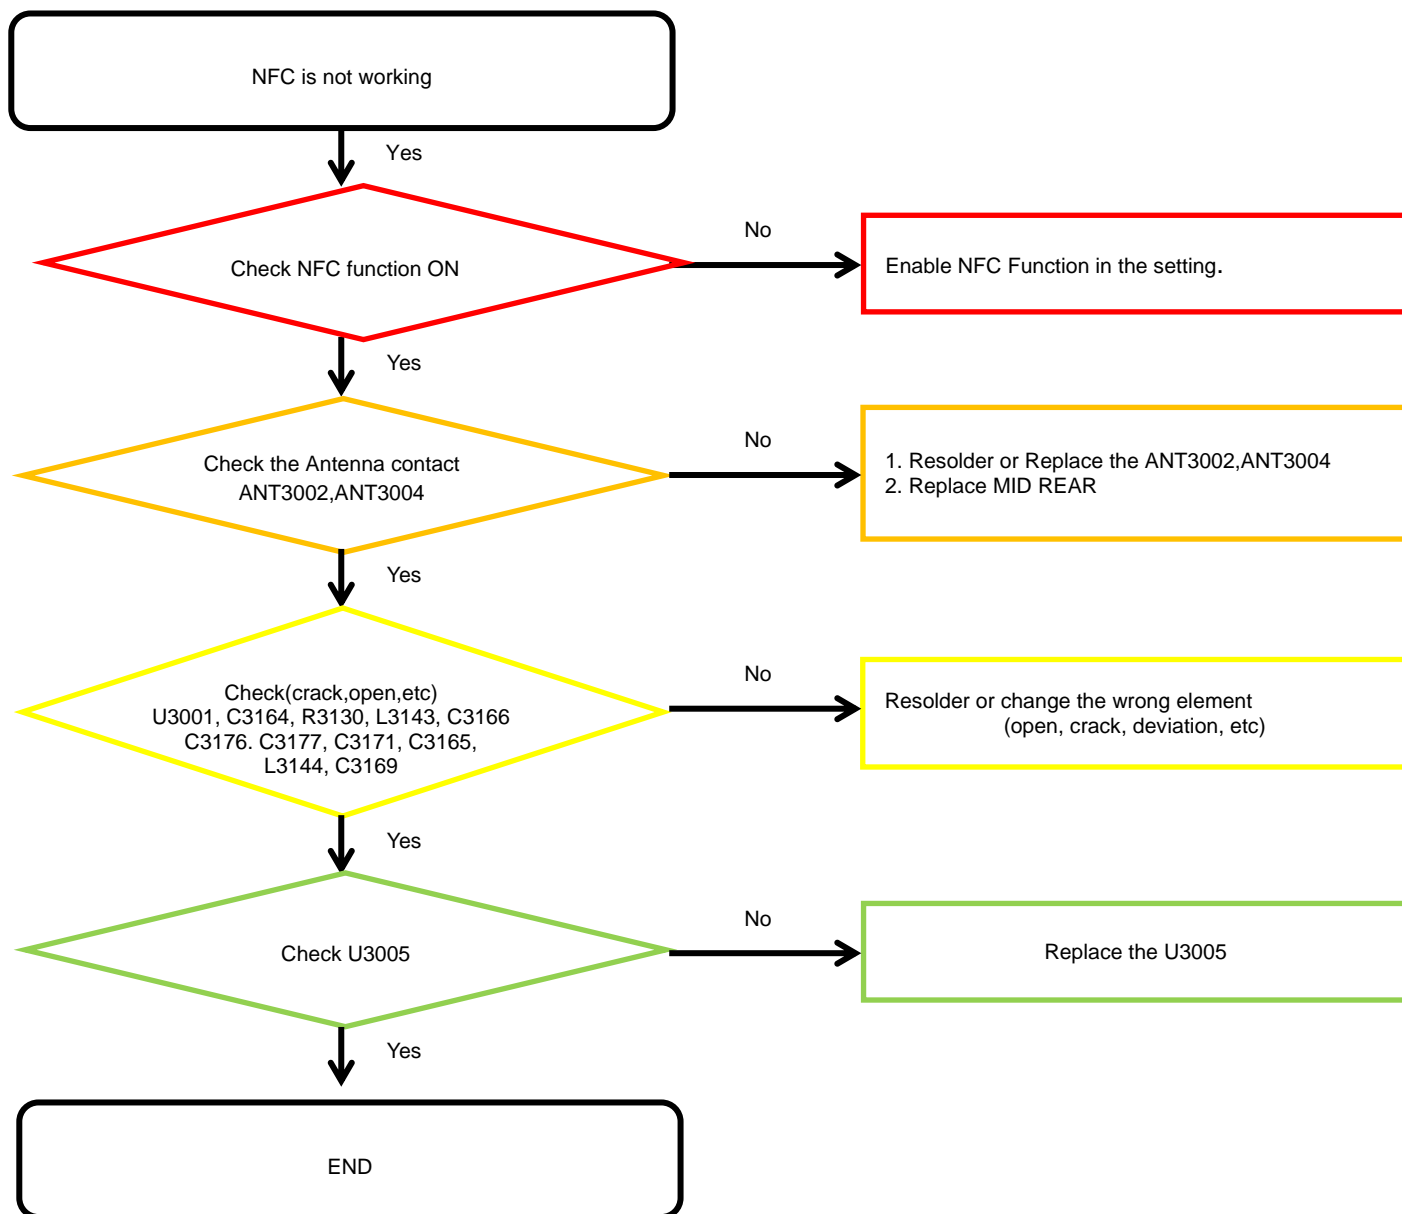 NFC is not working
Yes
Check NFC function ON
No
Enable NFC Function in the setting.
Yes
Check the Antenna contact
ANT3002,ANT3004
No
1. Resolder or Replace the ANT3002,ANT3004
2. Replace MID REAR
Yes
Check(crack,open,etc)
U3001, C3164, R3130, L3143, C3166
C3176. C3177, C3171, C3165,
L3144, C3169
No
Resolder or change the wrong element
(open, crack, deviation, etc)
Yes
Check U3005
No
Replace the U3005
Yes
END